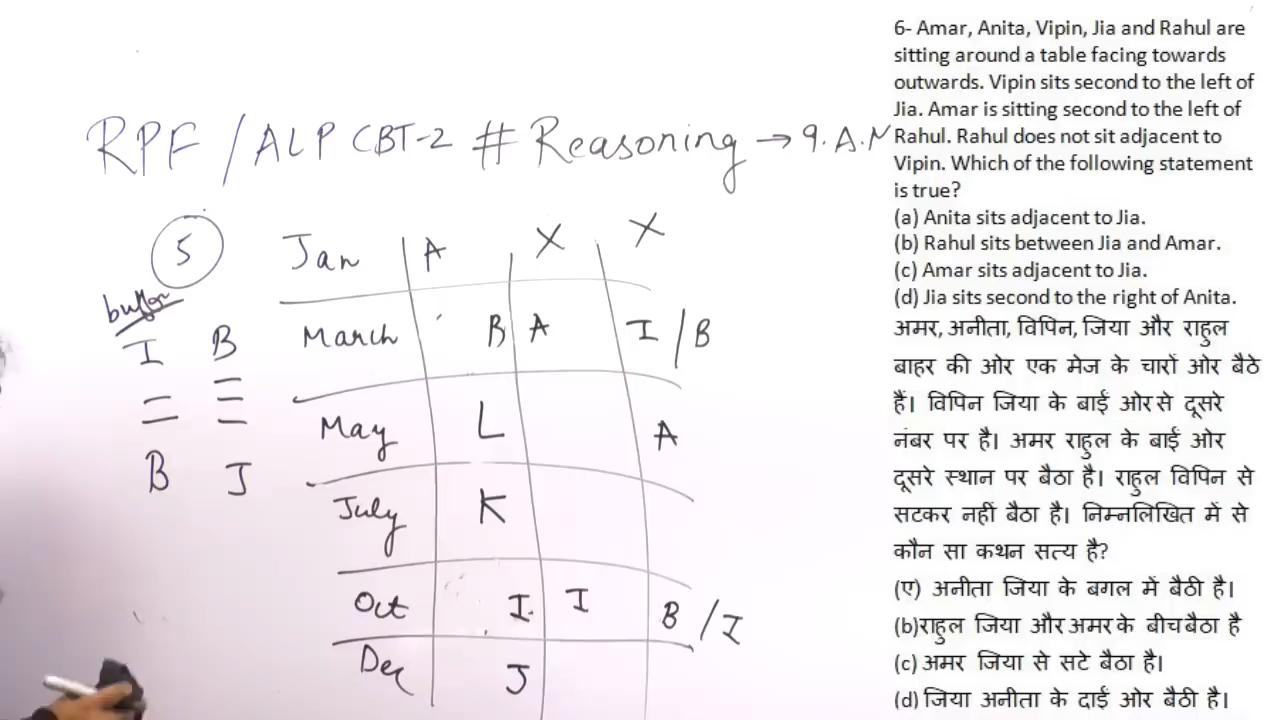 RPF / ALP CBT-2 # Reasoning → 9. A.M
5
Jan A X X
buffer
I B
March B A I / B
= =
May L A
B J
July K
Oct I I B / I
Dec J
6- Amar, Anita, Vipin, Jia and Rahul are
sitting around a table facing towards
outwards. Vipin sits second to the left of
Jia. Amar is sitting second to the left of
Rahul. Rahul does not sit adjacent to
Vipin. Which of the following statement
is true?
(a) Anita sits adjacent to Jia.
(b) Rahul sits between Jia and Amar.
(c) Amar sits adjacent to Jia.
(d) Jia sits second to the right of Anita.
अमर, अनीता, विपिन, जिया और राहुल
बाहर की ओर एक मेज के चारों ओर बैठे
हैं। विपिन जिया के बाईं ओर से दूसरे
नंबर पर है। अमर राहुल के बाईं ओर
दूसरे स्थान पर बैठा है। राहुल विपिन से
सटकर नहीं बैठा है। निम्नलिखित में से
कौन सा कथन सत्य है?
(ए) अनीता जिया के बगल में बैठी है।
(b)राहुल जिया और अमर के बीच बैठा है
(c) अमर जिया से सटे बैठा है।
(d) जिया अनीता के दाईं ओर बैठी है।